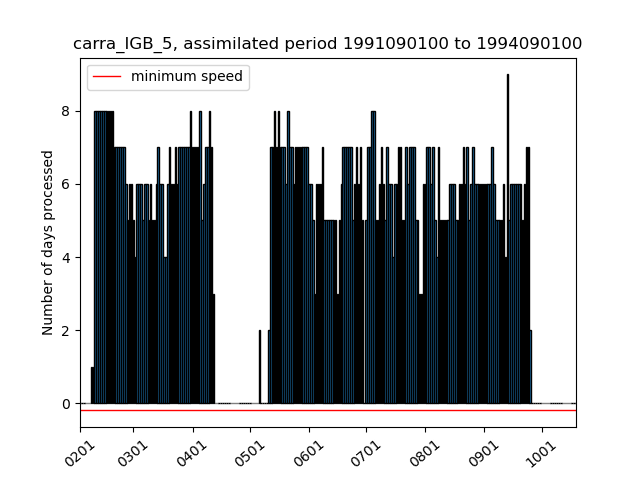 carra_IGB_5, assimilated period 1991090100 to 1994090100
minimum speed
Number of days processed
8
6
4
2
0
0201 0301 0401 0501 0601 0701 0801 0901 1001